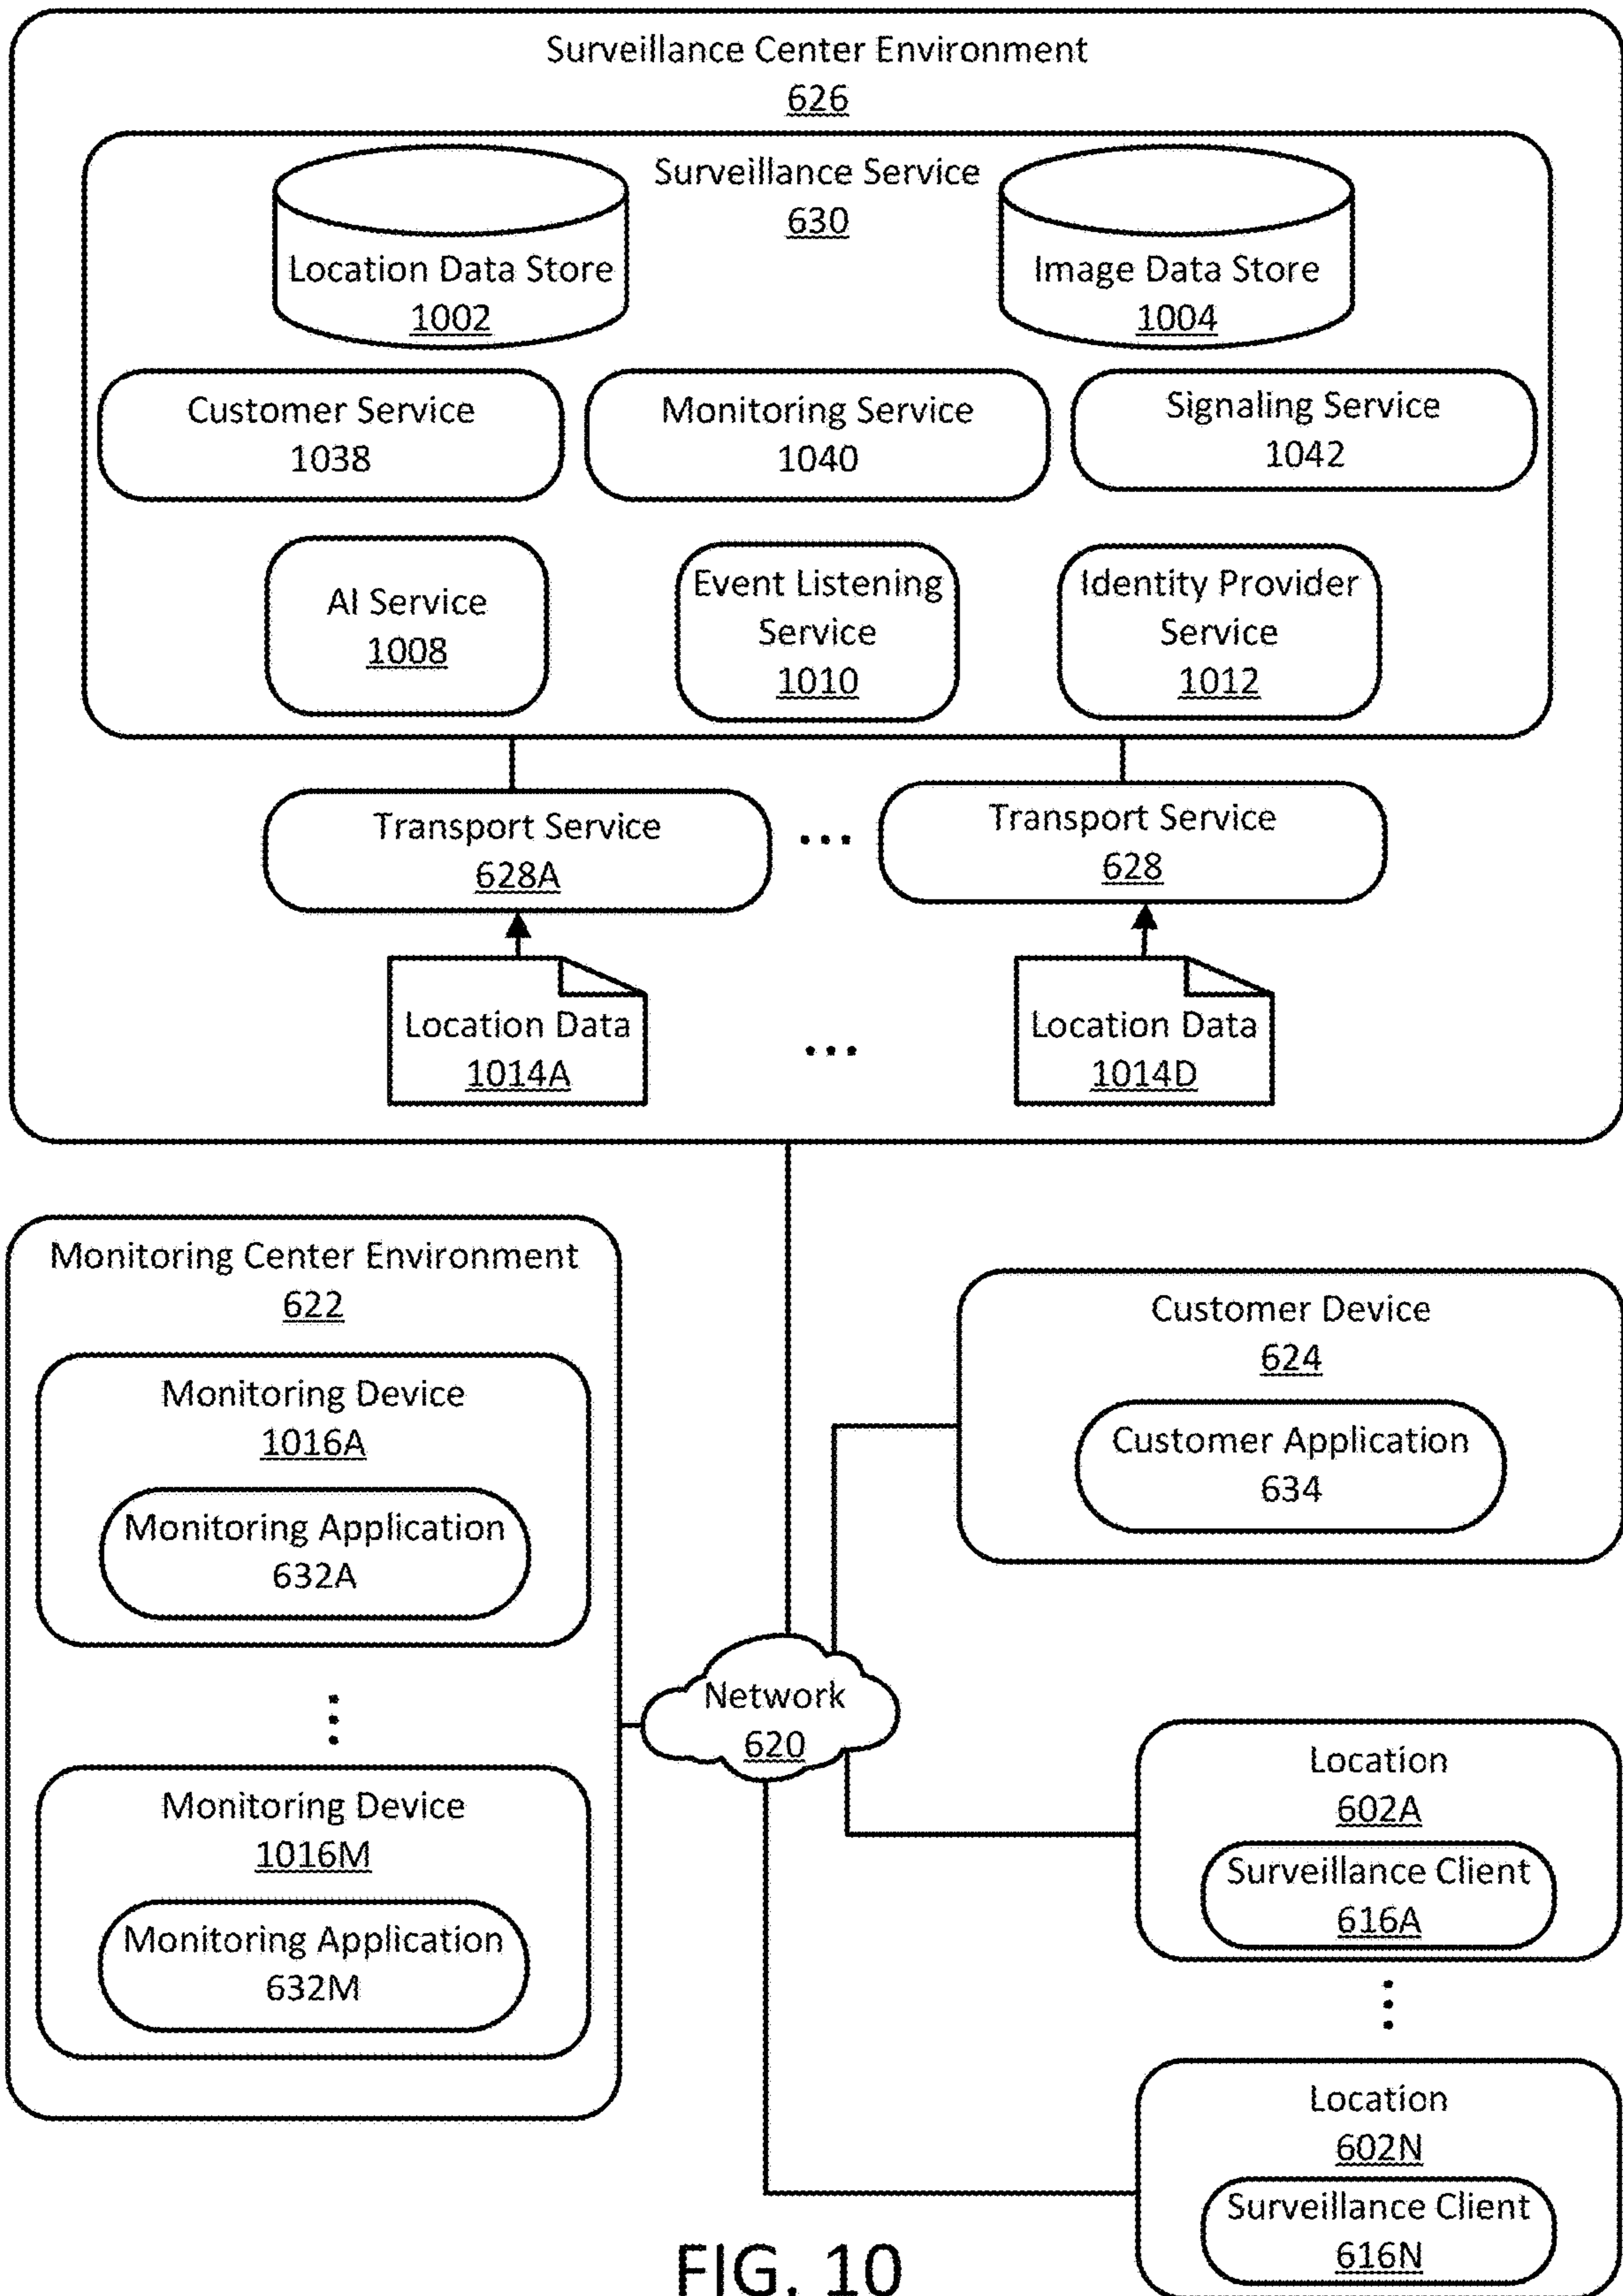 Surveillance Center Environment
626
Surveillance Service
630
Location Data Store
1002
Image Data Store
1004
Customer Service
1038
Monitoring Service
1040
Signaling Service
1042
AI Service
1008
Event Listening
Service
1010
Identity Provider
Service
1012
Transport Service
628A
...
Transport Service
628
Location Data
1014A
...
Location Data
1014D
Monitoring Center Environment
622
Monitoring Device
1016A
Monitoring Application
632A
Monitoring Device
1016M
Monitoring Application
632M
Network
620
Customer Device
624
Customer Application
634
Location
602A
Surveillance Client
616A
Location
602N
Surveillance Client
616N
FIG. 10